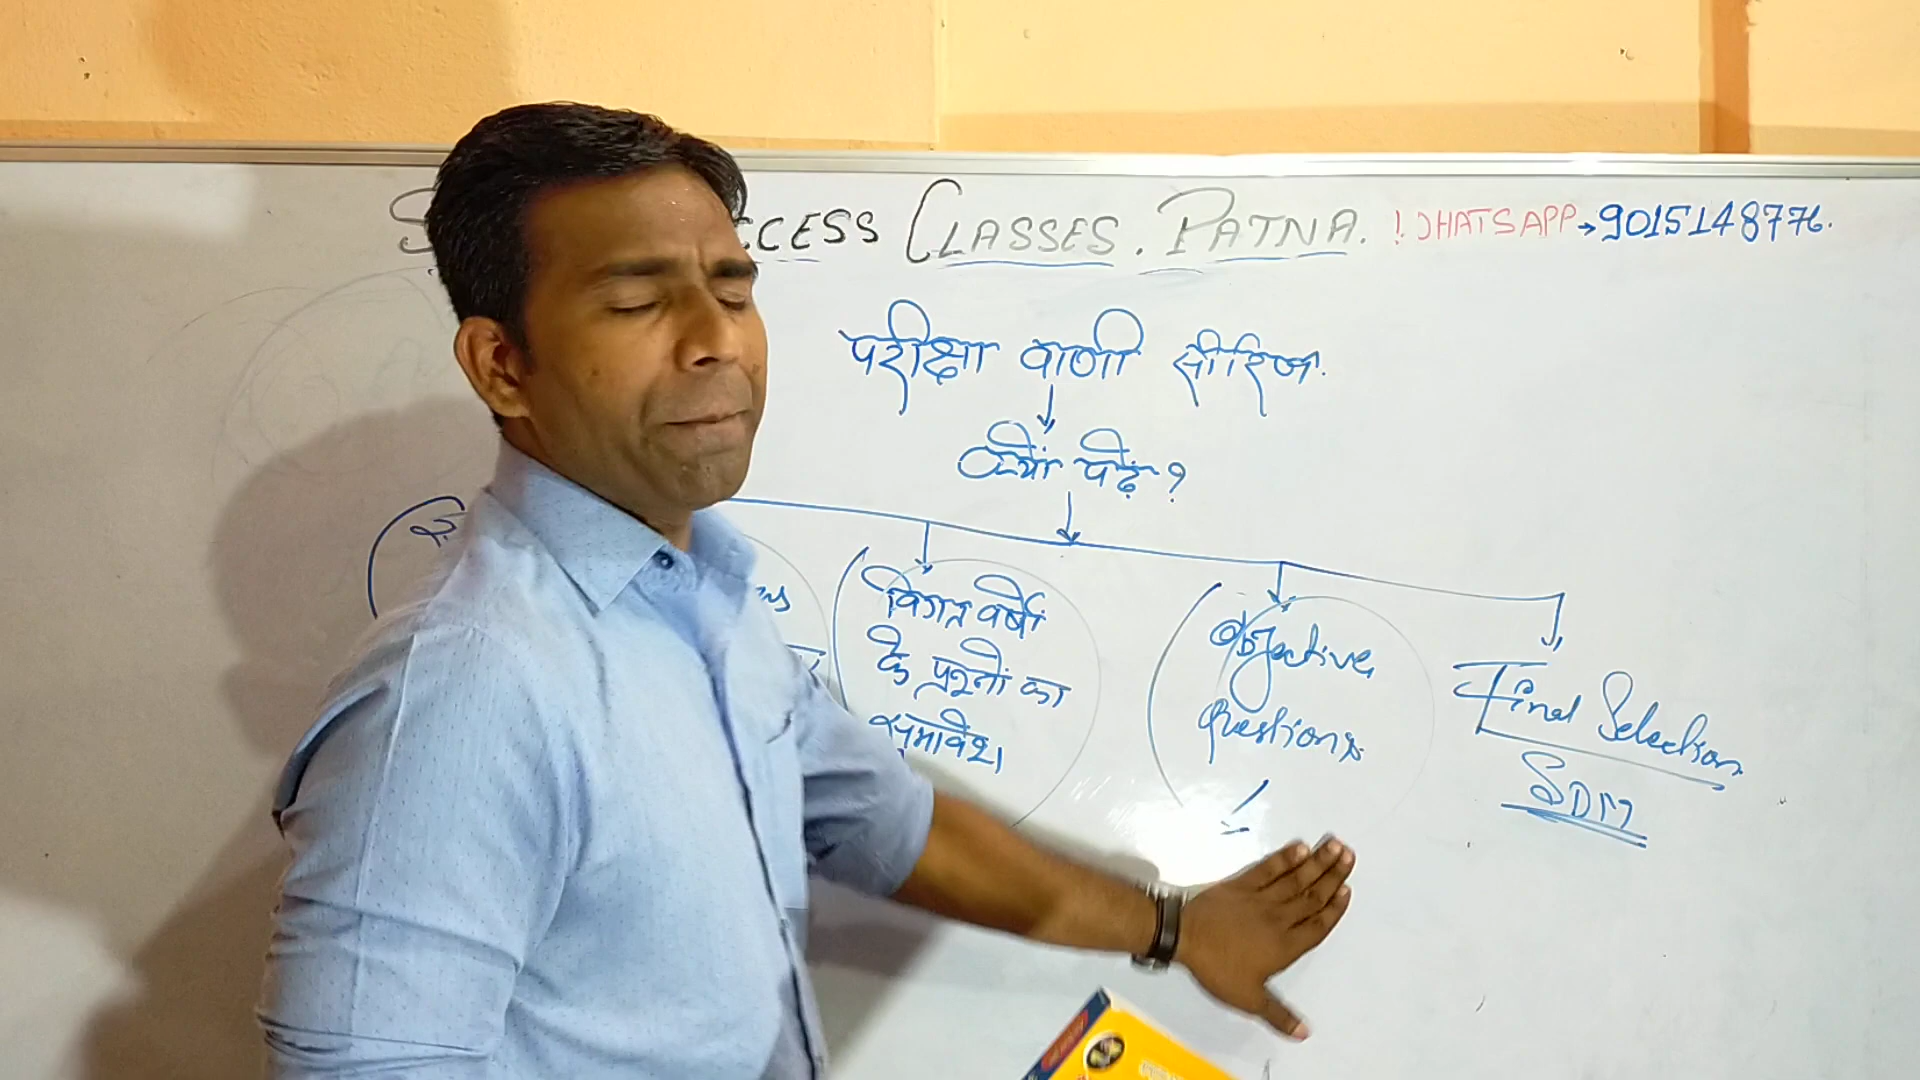 CCESS CLASSES. PATNA. WHATSAPP→9015148776.
परीक्षा वाणी सीरिज.
क्यों पढ़ें?
विगत वर्षों
के प्रश्नों का
समावेश।
Objective
questions
Final Selection
SDM